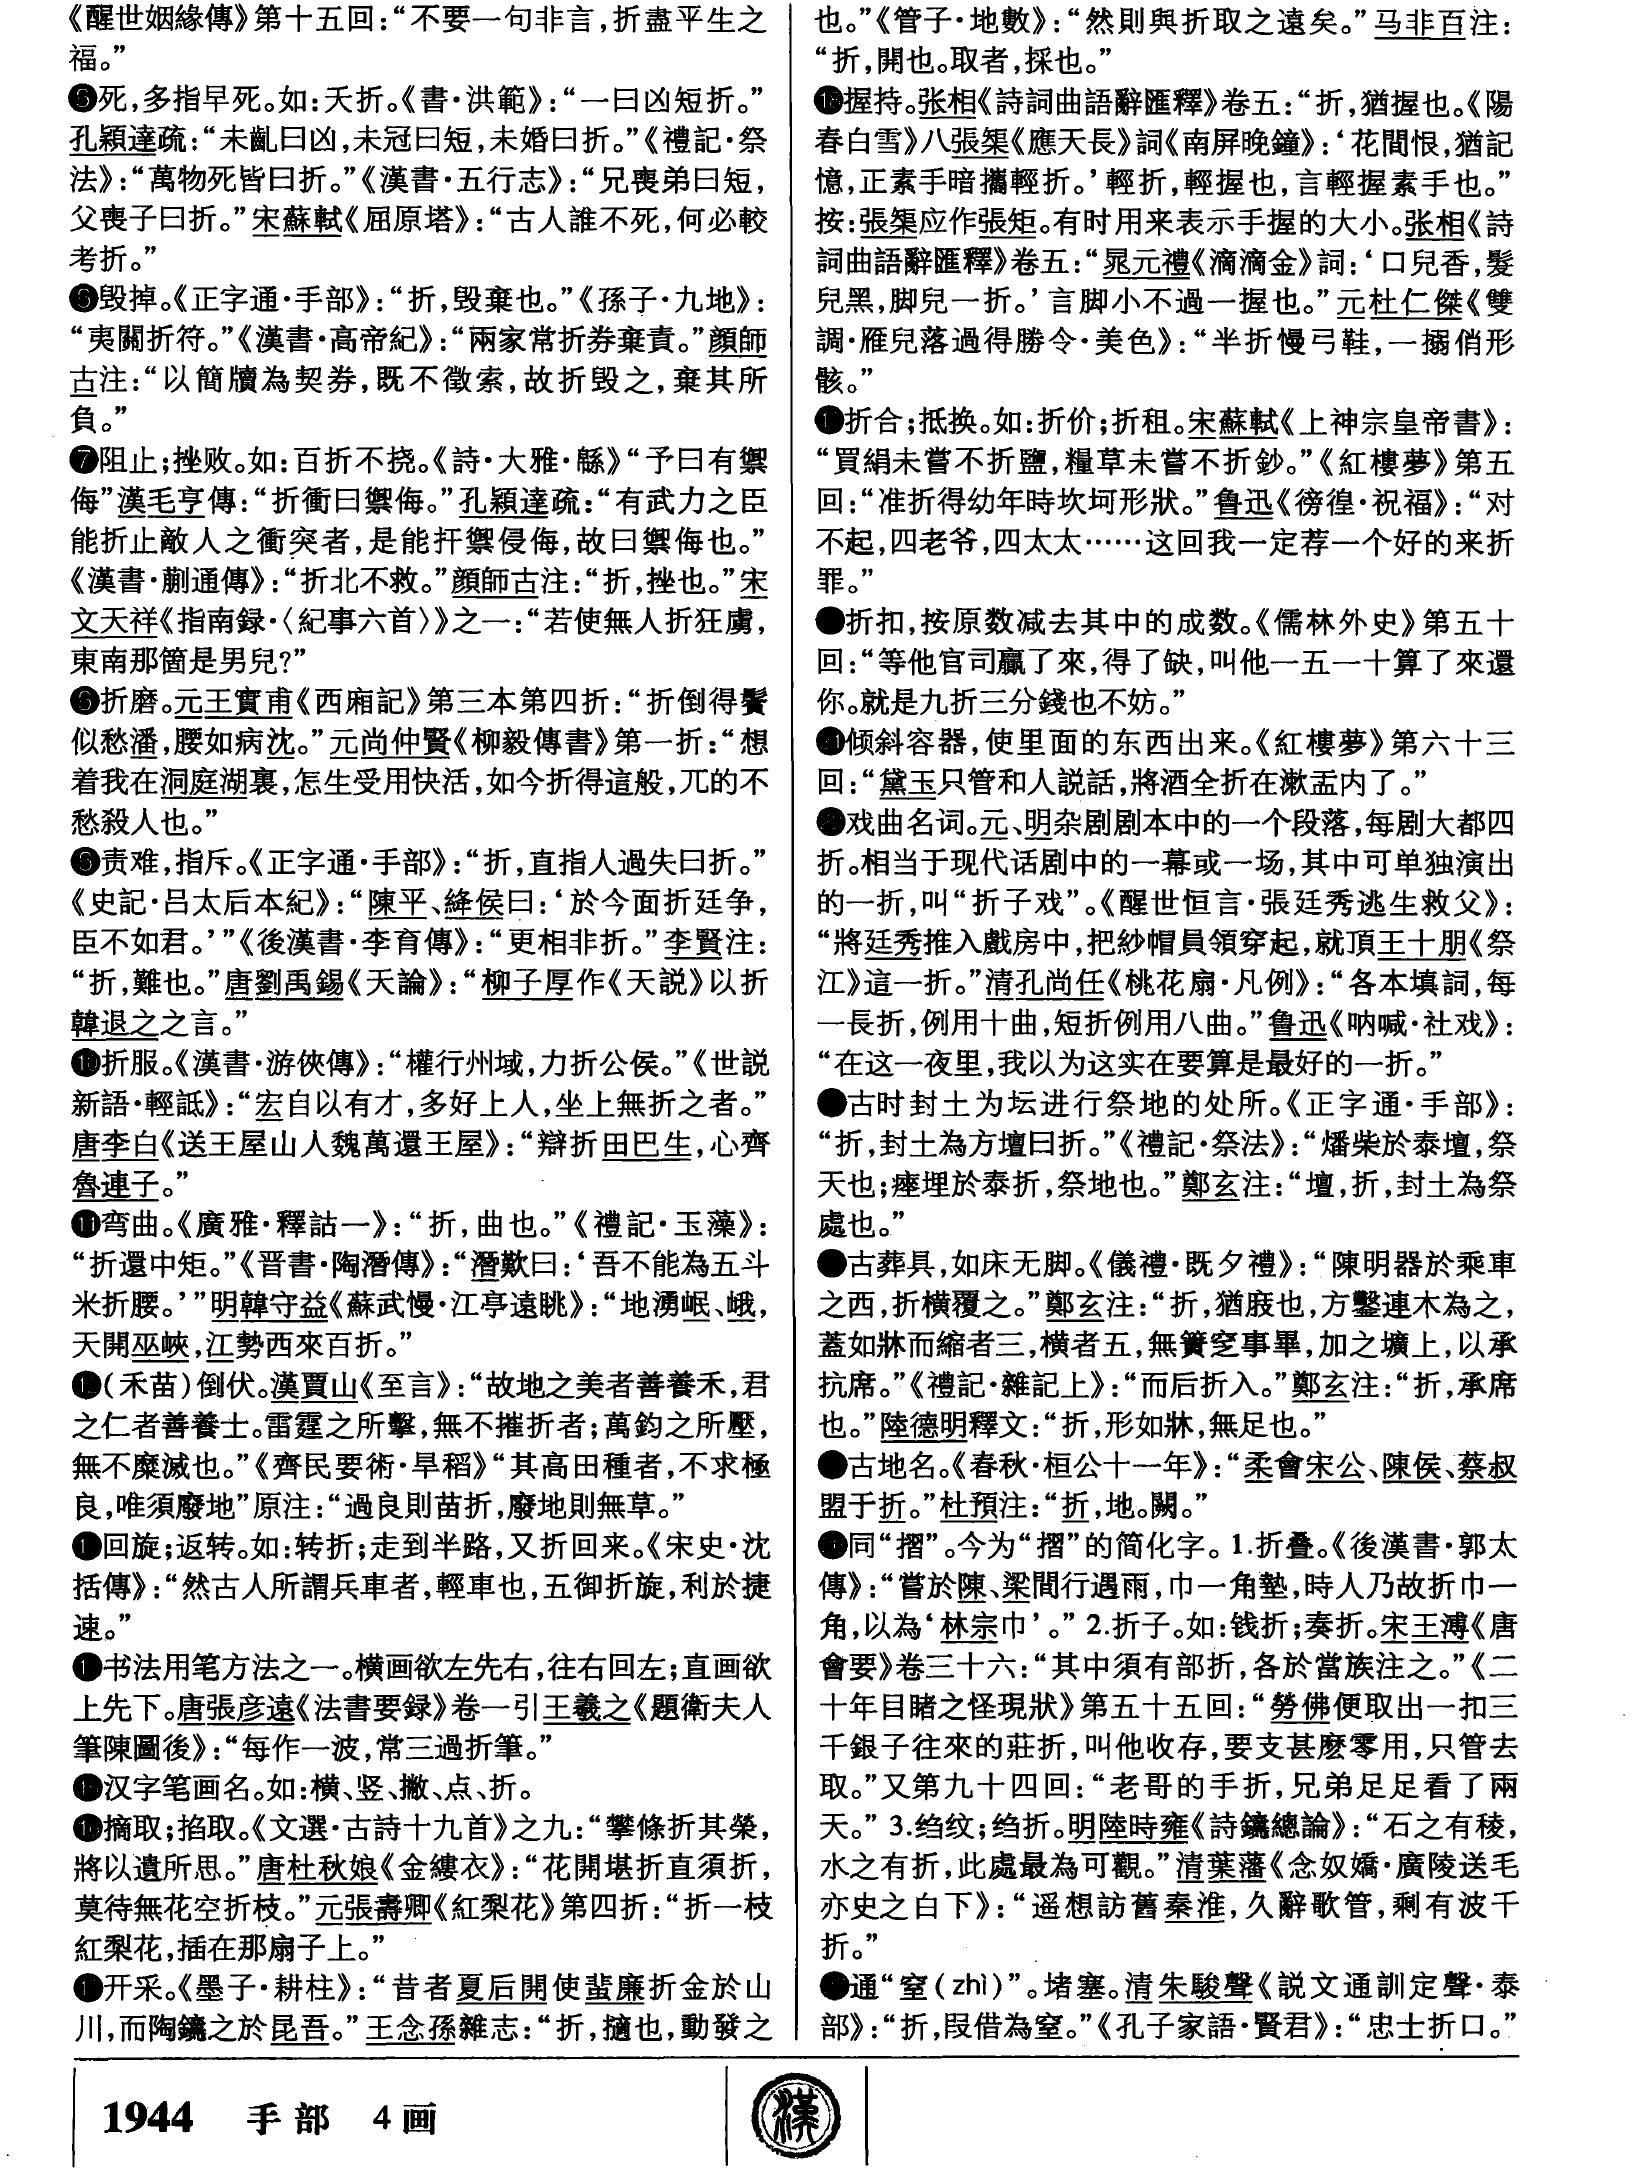 《醒世姻緣傳》第十五回：“不要一句非言，折盡平生之
福。”
❺死，多指早死。如：夭折。《書·洪範》：“一曰凶短折。”
孔穎達疏：“未齓曰凶，未冠曰短，未婚曰折。”《禮記·祭
法》：“萬物死皆曰折。”《漢書·五行志》：“兄喪弟曰短，
父喪子曰折。”宋蘇軾《屈原塔》：“古人誰不死，何必較
考折。”
毁掉。《正字通·手部》：“折，毁棄也。”《孫子·九地》：
“夷關折符。”《漢書·高帝紀》：“兩家常折券棄責。”顔師
古注：“以簡牘為契券，既不徵索，故折毁之，棄其所
負。”
❼阻止；挫败。如：百折不挠。《詩·大雅·緜》“予曰有禦
侮”漢毛亨傳：“折衝曰禦侮。”孔穎達疏：“有武力之臣
能折止敵人之衝突者，是能扞禦侵侮，故曰禦侮也。”
《漢書·蒯通傳》：“折北不救。”顔師古注：“折，挫也。”宋
文天祥《指南録·〈紀事六首〉》之一：“若使無人折狂虜，
東南那箇是男兒？”
折磨。元王實甫《西廂記》第三本第四折：“折倒得鬢
似愁潘，腰如病沈。”元尚仲賢《柳毅傳書》第一折：“想
着我在洞庭湖裏，怎生受用快活，如今折得這般，兀的不
愁殺人也。”
责难，指斥。《正字通·手部》：“折，直指人過失曰折。”
《史記·吕太后本紀》：“陳平、絳侯曰：‘於今面折廷争，
臣不如君。’”《後漢書·李育傳》：“更相非折。”李賢注：
“折，難也。”唐劉禹錫《天論》：“柳子厚作《天説》以折
韓退之之言。”
❿折服。《漢書·游俠傳》：“權行州域，力折公侯。”《世説
新語·輕詆》：“宏自以有才，多好上人，坐上無折之者。”
唐李白《送王屋山人魏萬還王屋》：“辯折田巴生，心齊
魯連子。”
⓫弯曲。《廣雅·釋詁一》：“折，曲也。”《禮記·玉藻》：
“折還中矩。”《晋書·陶潛傳》：“潛歎曰：‘吾不能為五斗
米折腰。’”明韓守益《蘇武慢·江亭遠眺》：“地湧岷、峨，
天開巫峽，江勢西來百折。”
⓬（禾苗）倒伏。漢賈山《至言》：“故地之美者善養禾，君
之仁者善養士。雷霆之所擊，無不摧折者；萬鈞之所壓，
無不糜滅也。”《齊民要術·旱稻》“其高田種者，不求極
良，唯須廢地”原注：“過良則苗折，廢地則無草。”
回旋；返转。如：转折；走到半路，又折回来。《宋史·沈
括傳》：“然古人所謂兵車者，輕車也，五御折旋，利於捷
速。”
书法用笔方法之一。横画欲左先右，往右回左；直画欲
上先下。唐張彦遠《法書要録》卷一引王羲之《題衛夫人
筆陳圖後》：“每作一波，常三過折筆。”
汉字笔画名。如：横、竖、撇、点、折。
摘取；掐取。《文選·古詩十九首》之九：“攀條折其榮，
將以遺所思。”唐杜秋娘《金縷衣》：“花開堪折直須折，
莫待無花空折枝。”元張壽卿《紅梨花》第四折：“折一枝
紅梨花，插在那扇子上。”
开采。《墨子·耕柱》：“昔者夏后開使蜚廉折金於山
川，而陶鑄之於昆吾。”王念孫雜志：“折，擿也，動發之
也。”《管子·地數》：“然則與折取之遠矣。”马非百注：
“折，開也。取者，採也。”
握持。张相《詩詞曲語辭匯釋》卷五：“折，猶握也。《陽
春白雪》八張榘《應天長》詞《南屏晚鐘》：‘花間恨，猶記
憶，正素手暗攜輕折。’輕折，輕握也，言輕握素手也。”
按：張榘应作張矩。有时用来表示手握的大小。张相《詩
詞曲語辭匯釋》卷五：“晁元禮《滴滴金》詞：‘口兒香，髮
兒黑，脚兒一折。’言脚小不過一握也。”元杜仁傑《雙
調·雁兒落過得勝令·美色》：“半折慢弓鞋，一搦俏形
骸。”
折合；抵换。如：折价；折租。宋蘇軾《上神宗皇帝書》：
“買絹未嘗不折鹽，糧草未嘗不折鈔。”《紅樓夢》第五
回：“准折得幼年時坎坷形狀。”鲁迅《徬徨·祝福》：“对
不起，四老爷，四太太……这回我一定荐一个好的来折
罪。”
折扣，按原数减去其中的成数。《儒林外史》第五十
回：“等他官司贏了來，得了缺，叫他一五一十算了來還
你。就是九折三分錢也不妨。”
倾斜容器，使里面的东西出来。《紅樓夢》第六十三
回：“黛玉只管和人説話，將酒全折在漱盂内了。”
戏曲名词。元、明杂剧剧本中的一个段落，每剧大都四
折。相当于现代话剧中的一幕或一场，其中可单独演出
的一折，叫“折子戏”。《醒世恒言·張廷秀逃生救父》：
“將廷秀推入戲房中，把紗帽員領穿起，就頂王十朋《祭
江》這一折。”清孔尚任《桃花扇·凡例》：“各本填詞，每
一長折，例用十曲，短折例用八曲。”鲁迅《呐喊·社戏》：
“在这一夜里，我以为这实在要算是最好的一折。”
古时封土为坛进行祭地的处所。《正字通·手部》：
“折，封土為方壇曰折。”《禮記·祭法》：“燔柴於泰壇，祭
天也；瘞埋於泰折，祭地也。”鄭玄注：“壇，折，封土為祭
處也。”
古葬具，如床无脚。《儀禮·既夕禮》：“陳明器於乘車
之西，折横覆之。”鄭玄注：“折，猶庪也，方鑿連木為之，
蓋如牀而縮者三，横者五，無簀窆事畢，加之壙上，以承
抗席。”《禮記·雜記上》：“而后折入。”鄭玄注：“折，承席
也。”陸德明釋文：“折，形如牀，無足也。”
古地名。《春秋·桓公十一年》：“柔會宋公、陳侯、蔡叔
盟于折。”杜預注：“折，地。闕。”
同“摺”。今为“摺”的简化字。1.折叠。《後漢書·郭太
傳》：“嘗於陳、梁間行遇雨，巾一角墊，時人乃故折巾一
角，以為‘林宗巾’。”2.折子。如：钱折；奏折。宋王溥《唐
會要》卷三十六：“其中須有部折，各於當族注之。”《二
十年目睹之怪現狀》第五十五回：“勞佛便取出一扣三
千銀子往來的莊折，叫他收存，要支甚麽零用，只管去
取。”又第九十四回：“老哥的手折，兄弟足足看了兩
天。”3.绉纹；绉折。明陸時雍《詩鏡總論》：“石之有稜，
水之有折，此處最為可觀。”清葉藩《念奴嬌·廣陵送毛
亦史之白下》：“遥想訪舊秦淮，久辭歌管，剩有波千
折。”
通“窒（zhì）”。堵塞。清朱駿聲《説文通訓定聲·泰
部》：“折，叚借為窒。”《孔子家語·賢君》：“忠士折口。”
1944 手部 4画
漢